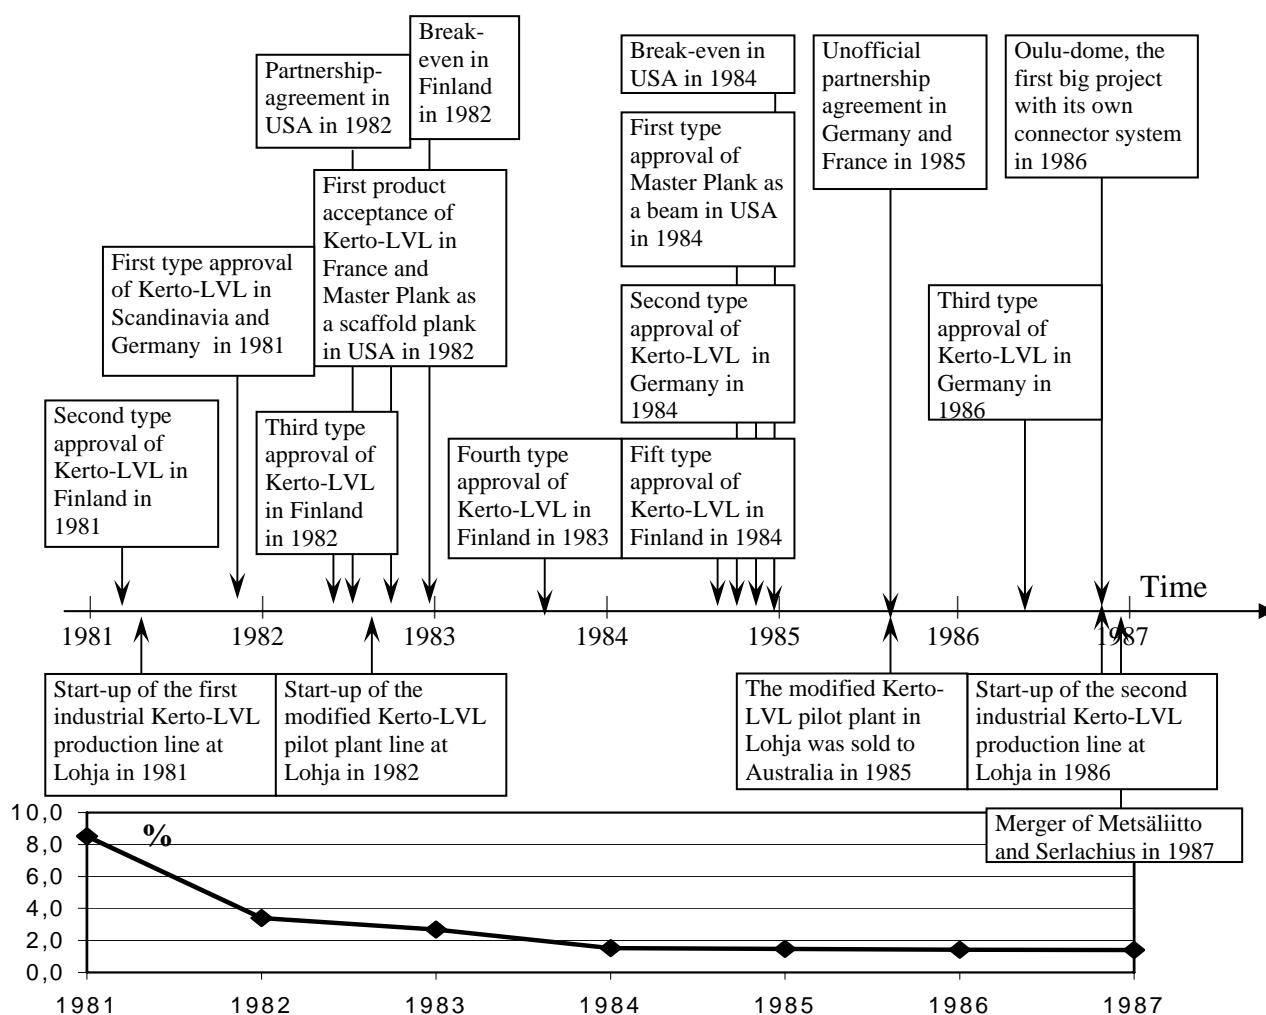 Break-
even in
Finland
in 1982
Partnership-
agreement in
USA in 1982
Break-even in
USA in 1984
Unofficial
partnership
agreement in
Germany and
France in 1985
Oulu-dome, the
first big project
with its own
connector system
in 1986
First type
approval of
Master Plank as
a beam in USA
in 1984
First product
acceptance of
Kerto-LVL in
France and
Master Plank as
a scaffold plank
in USA in 1982
First type approval
of Kerto-LVL in
Scandinavia and
Germany  in 1981
Second type
approval of
Kerto-LVL  in
Germany in
1984
Third type
approval of
Kerto-LVL in
Germany in
1986
Second type
approval of
Kerto-LVL in
Finland in
1981
Third type
approval of
Kerto-LVL
in Finland
in 1982
Fourth type
approval of
Kerto-LVL in
Finland in 1983
Fift type
approval of
Kerto-LVL in
Finland in 1984
Time
1981 1982 1983 1984 1985 1986 1987
Start-up of the first
industrial Kerto-LVL
production line at
Lohja in 1981
Start-up of the
modified Kerto-LVL
pilot plant line at
Lohja in 1982
The modified Kerto-
LVL pilot plant in
Lohja was sold to
Australia in 1985
Start-up of the second
industrial Kerto-LVL
production line at
Lohja in 1986
Merger of Metsäliitto
and Serlachius in 1987
%
10,0
8,0
6,0
4,0
2,0
0,0
1981 1982 1983 1984 1985 1986 1987